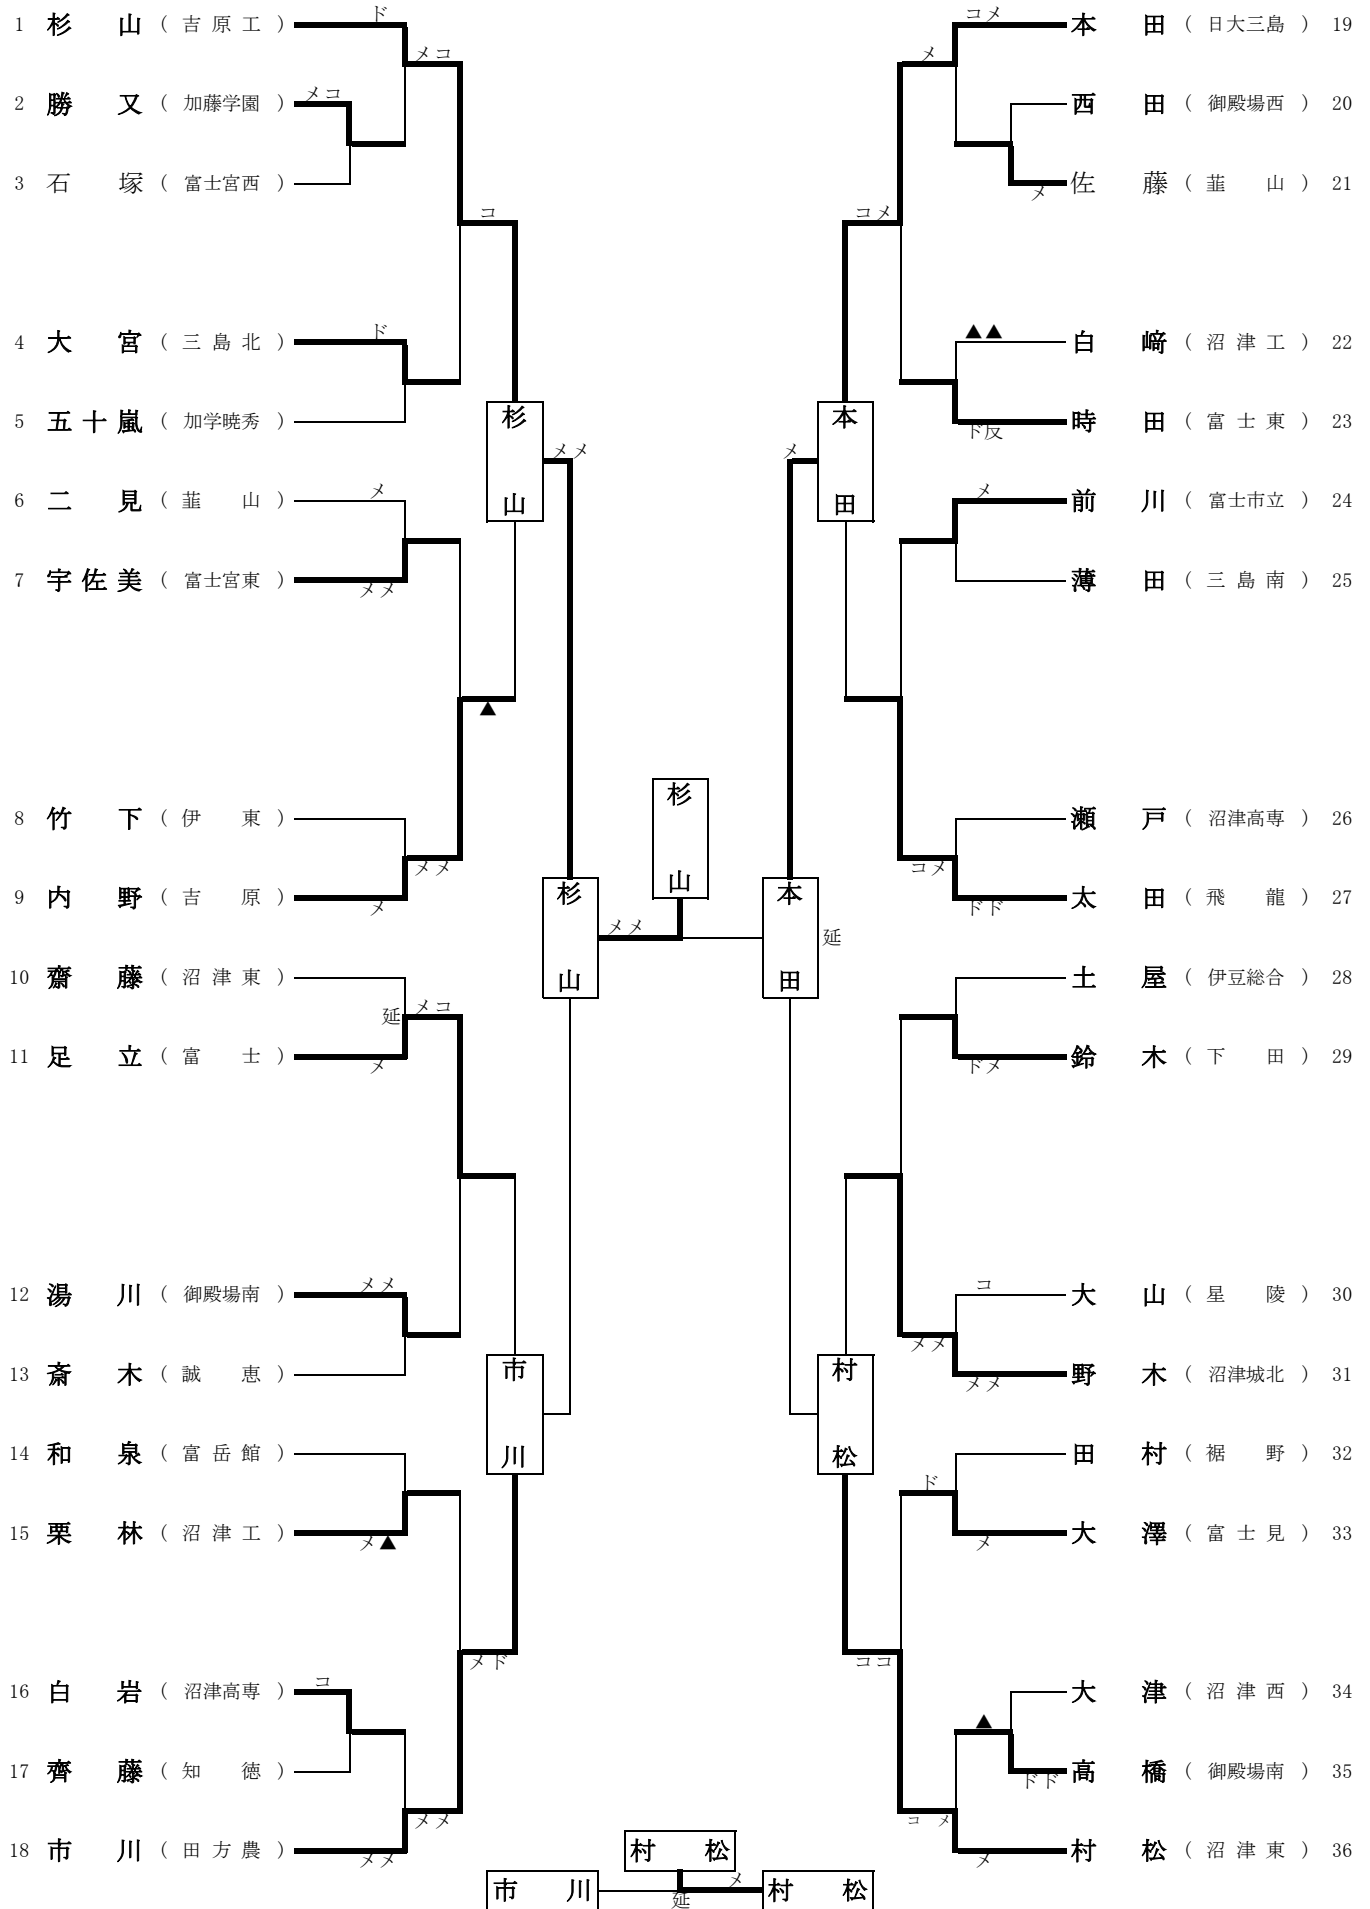 1 杉 山 （ 吉 原 工 ） ド
メコ
2 勝 又 （ 加藤学園 ） メコ
3 石 塚 （ 富士宮西 ）
コ
4 大 宮 （ 三 島 北 ） ド
5 五 十 嵐 （ 加学暁秀 ）
杉 山
メメ
6 二 見 （ 韮 山 ） メ
7 宇 佐 美 （ 富士宮東 ） メメ
▲
8 竹 下 （ 伊 東 ）
メメ
9 内 野 （ 吉 原 ） メ
杉 山
メメ
10 齋 藤 （ 沼 津 東 ）
延 メコ
11 足 立 （ 富 士 ） メ
12 湯 川 （ 御殿場南 ） メメ
13 斎 木 （ 誠 恵 ）
市 川
14 和 泉 （ 富 岳 館 ）
15 栗 林 （ 沼 津 工 ） メ▲
メド
16 白 岩 （ 沼津高専 ） コ
17 齊 藤 （ 知 徳 ）
メメ
18 市 川 （ 田 方 農 ） メメ
杉 山
コメ 本 田 （ 日大三島 ） 19
メ
西 田 （ 御殿場西 ） 20
メ 佐 藤 （ 韮 山 ） 21
コメ
▲▲ 白 﨑 （ 沼 津 工 ） 22
ド反 時 田 （ 富 士 東 ） 23
本 田
メ
メ 前 川 （ 富士市立 ） 24
薄 田 （ 三 島 南 ） 25
瀬 戸 （ 沼津高専 ） 26
コメ
ドド 太 田 （ 飛 龍 ） 27
本 田
延
土 屋 （ 伊豆総合 ） 28
ドメ 鈴 木 （ 下 田 ） 29
コ 大 山 （ 星 陵 ） 30
メメ
メメ 野 木 （ 沼津城北 ） 31
村 松
田 村 （ 裾 野 ） 32
ド
メ 大 澤 （ 富 士 見 ） 33
ココ
大 津 （ 沼 津 西 ） 34
▲
ドド 高 橋 （ 御殿場南 ） 35
コ メ
メ 村 松 （ 沼 津 東 ） 36
村 松
市 川 延 メ 村 松